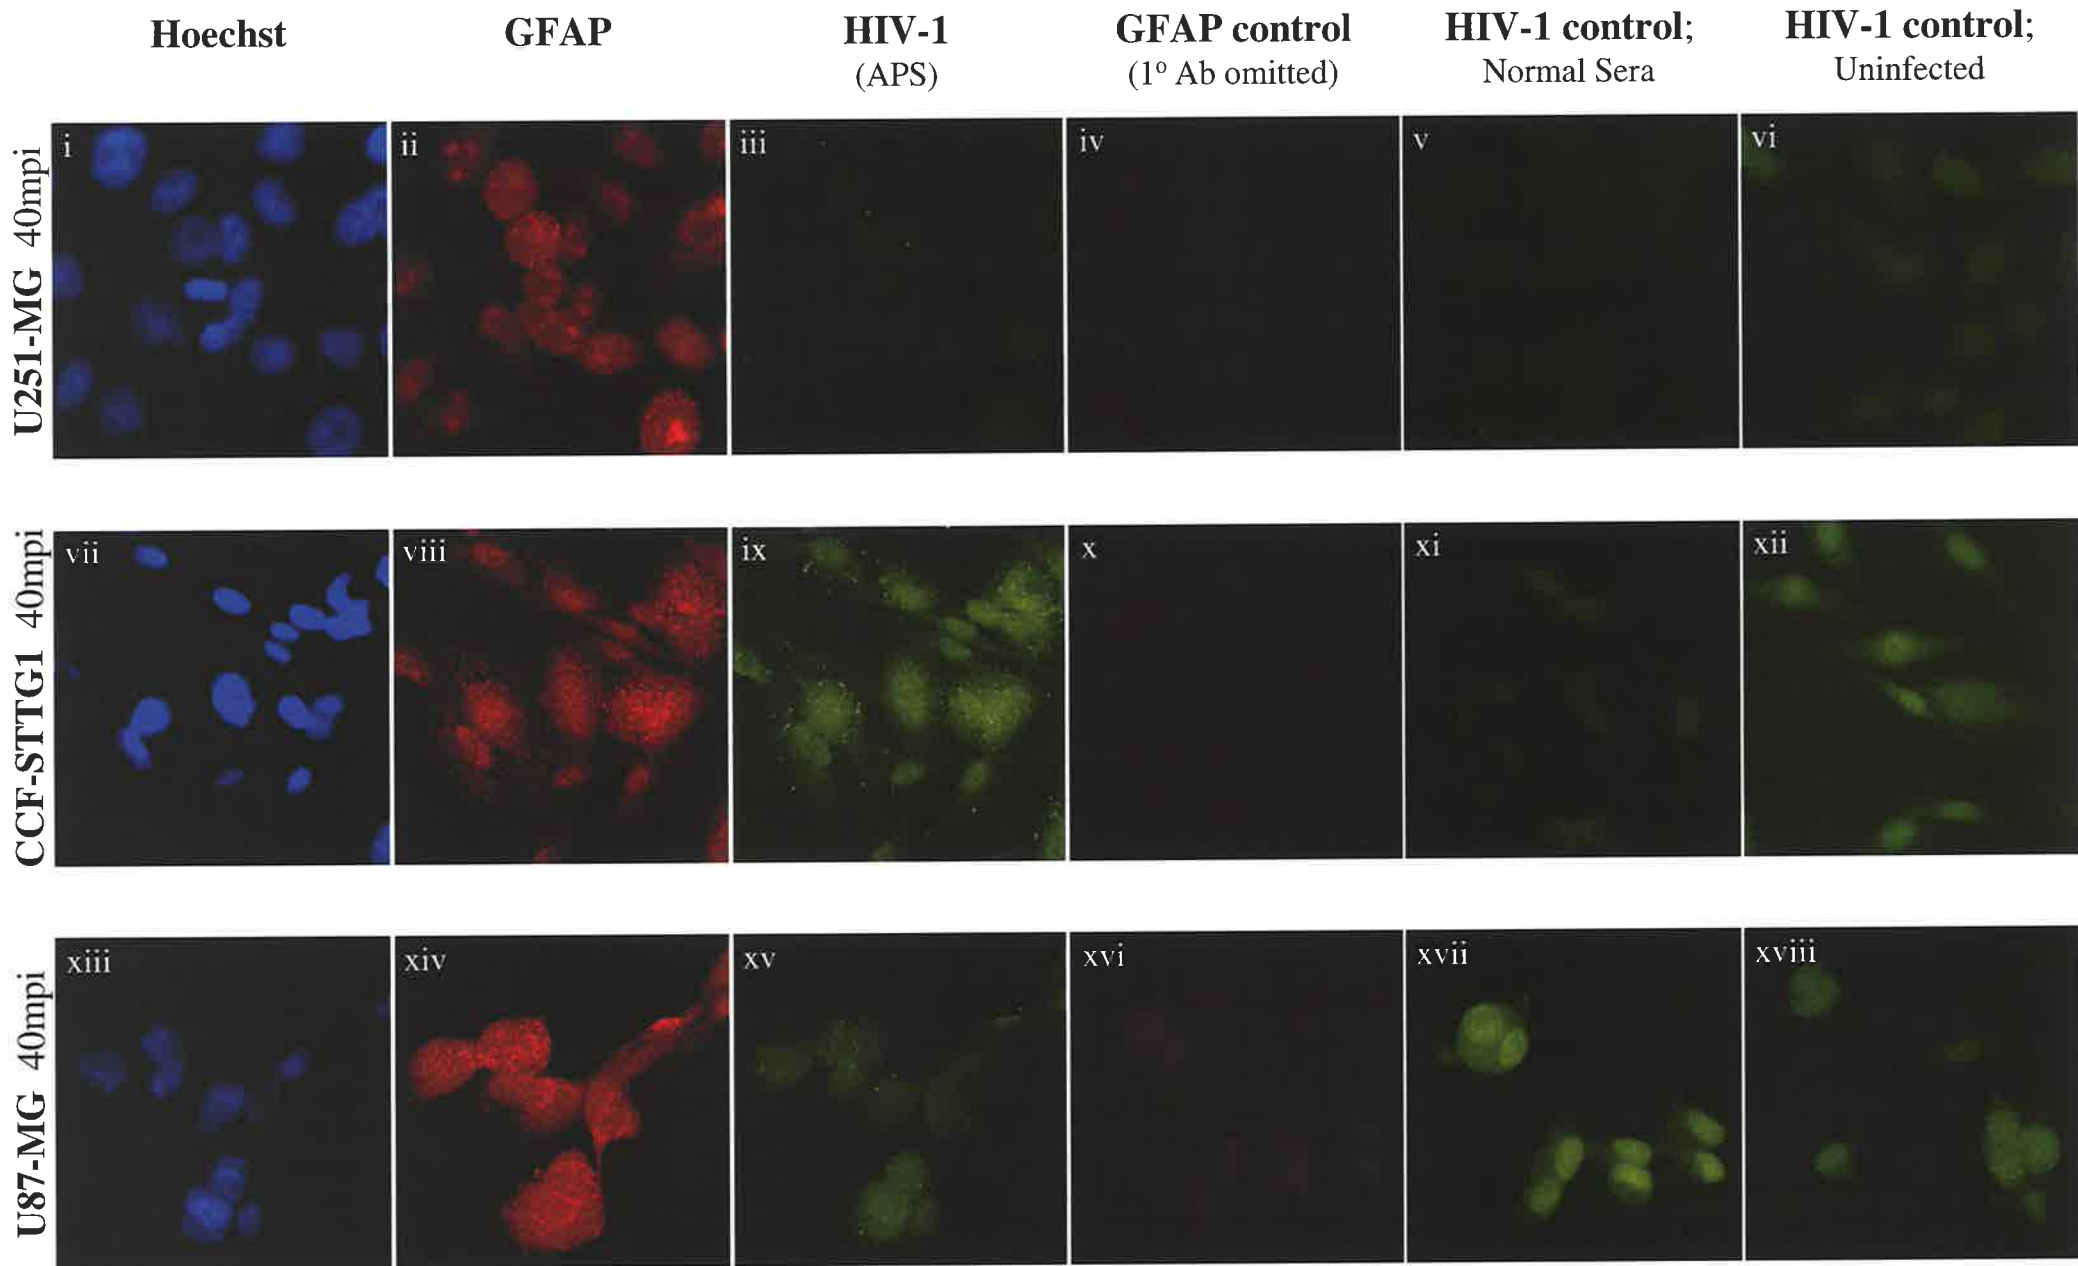 Hoechst
GFAP
HIV-1
(APS)
GFAP control
(1º Ab omitted)
HIV-1 control;
Normal Sera
HIV-1 control;
Uninfected
U251-MG 40mpi
i
ii
iii
iv
v
vi
CCF-STTG1 40mpi
vii
viii
ix
x
xi
xii
U87-MG 40mpi
xiii
xiv
xv
xvi
xvii
xviii